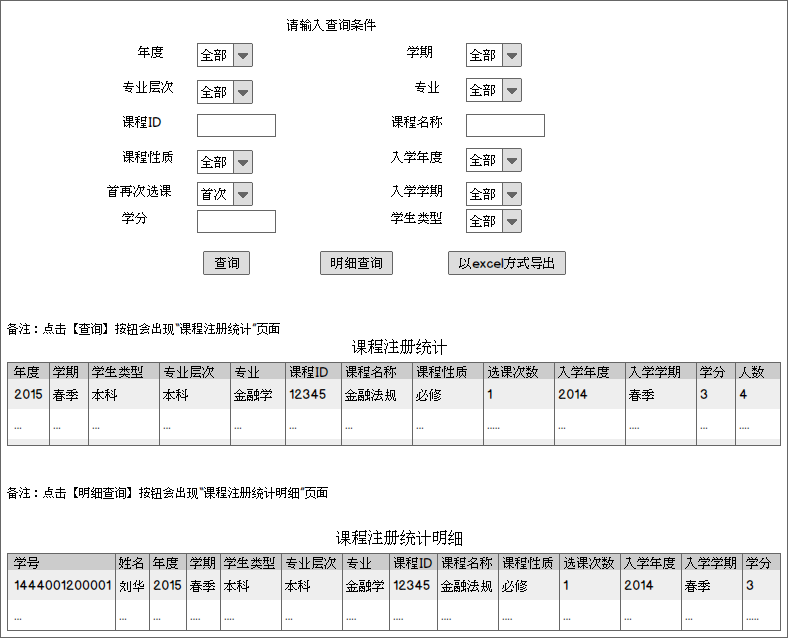 请输入查询条件
年度 全部 学期 全部
专业层次 全部 专业 全部
课程ID 课程名称
课程性质 全部 入学年度 全部
首再次选课 首次 入学学期 全部
学分 学生类型 全部
查询 明细查询 以excel方式导出
备注：点击【查询】按钮会出现"课程注册统计"页面
课程注册统计
年度 学期 学生类型 专业层次 专业 课程ID 课程名称 课程性质 选课次数 入学年度 入学学期 学分 人数
2015 春季 本科 本科 金融学 12345 金融法规 必修 1 2014 春季 3 4
... ... .... ... ... ... ... ... ..... ... .... ... ....
备注：点击【明细查询】按钮会出现"课程注册统计明细"页面
课程注册统计明细
学号 姓名 年度 学期 学生类型 专业层次 专业 课程ID 课程名称 课程性质 选课次数 入学年度 入学学期 学分
1444001200001 刘华 2015 春季 本科 本科 金融学 12345 金融法规 必修 1 2014 春季 3
... ... ... .... .... .... .... .... .... .... ... ... ... .....